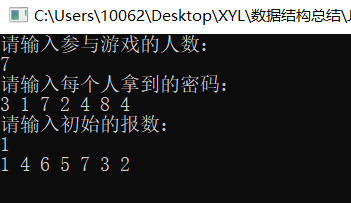 C:\Users\10062\Desktop\XYL\数据结构总结\J
请输入参与游戏的人数：
7
请输入每个人拿到的密码：
3 1 7 2 4 8 4
请输入初始的报数：
1
1 4 6 5 7 3 2